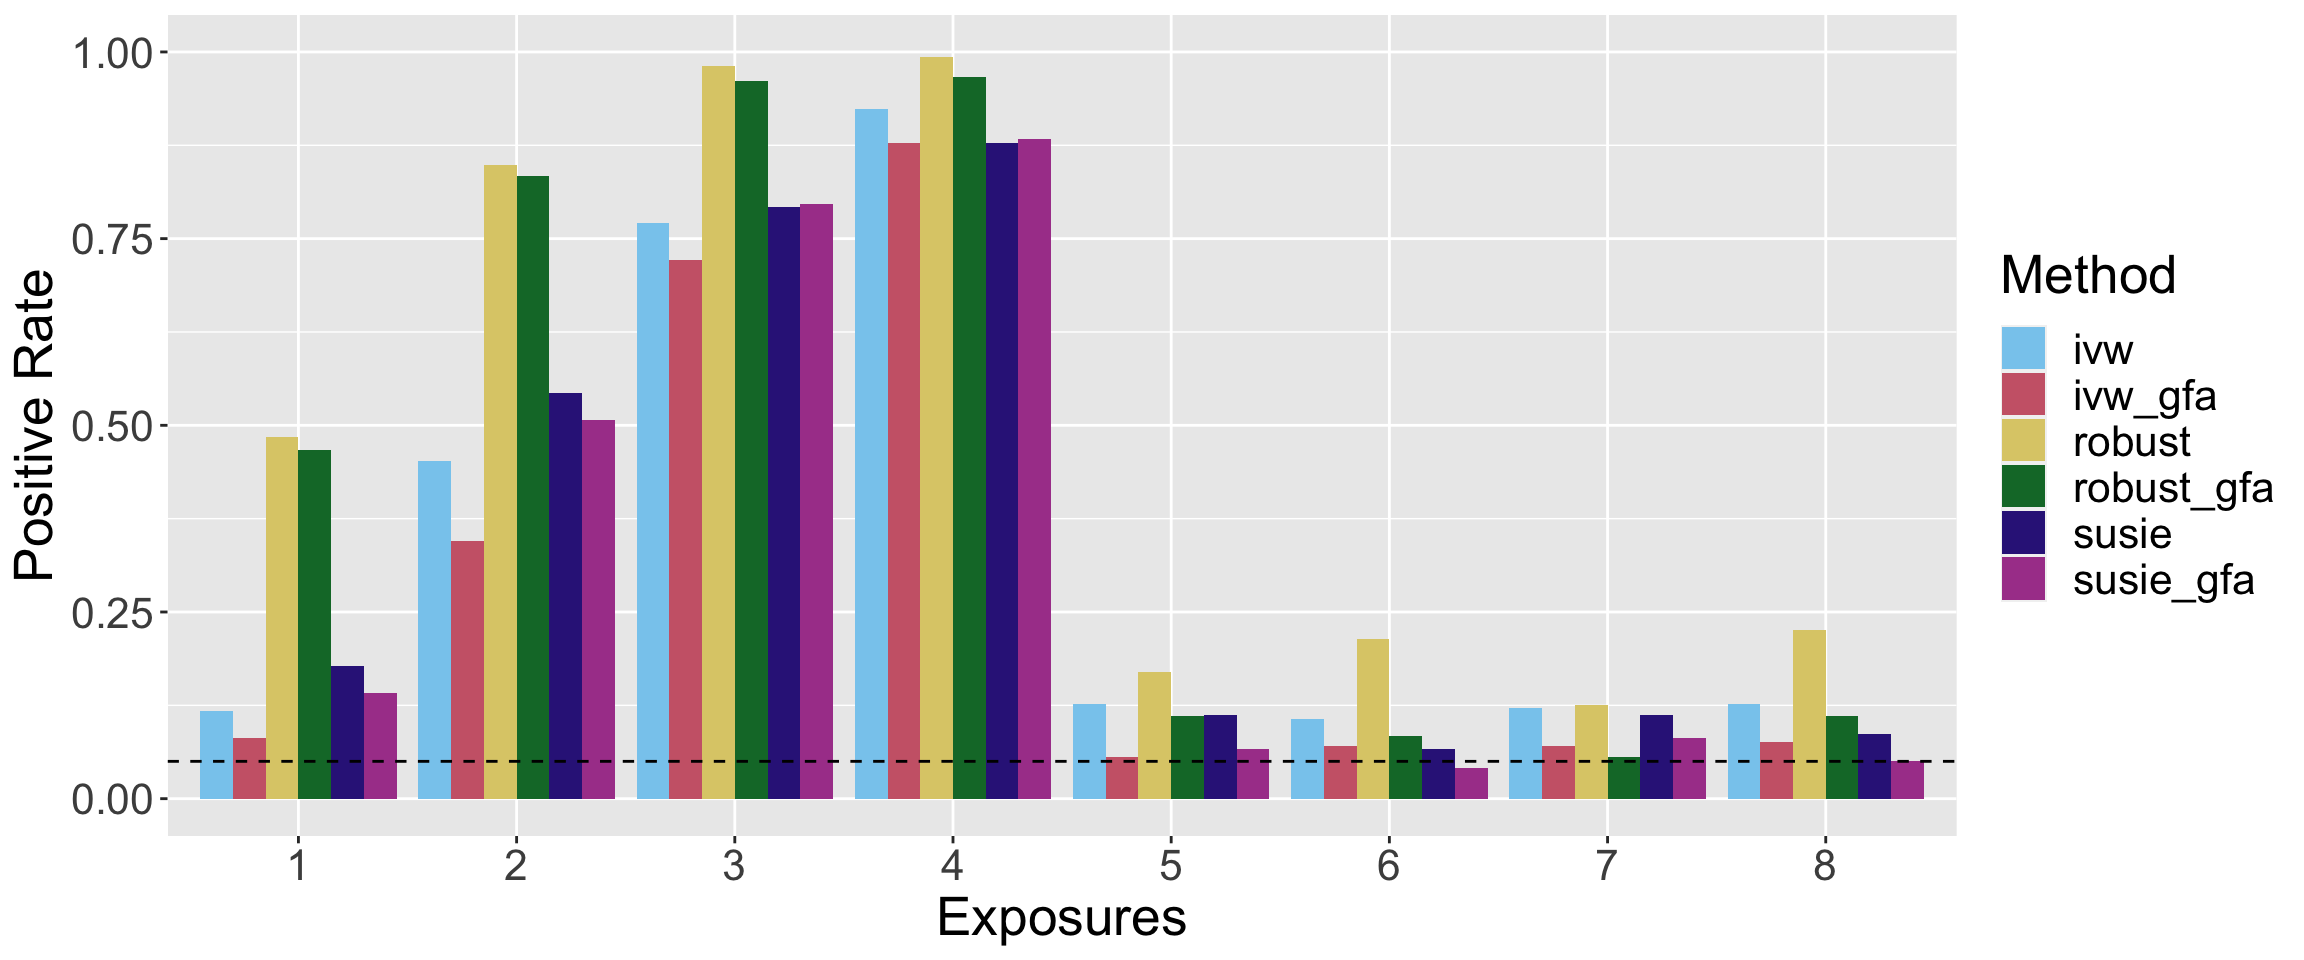 Positive Rate
1.00
0.75
0.50
0.25
0.00
1 2 3 4 5 6 7 8
Exposures
Method
ivw
ivw_gfa
robust
robust_gfa
susie
susie_gfa